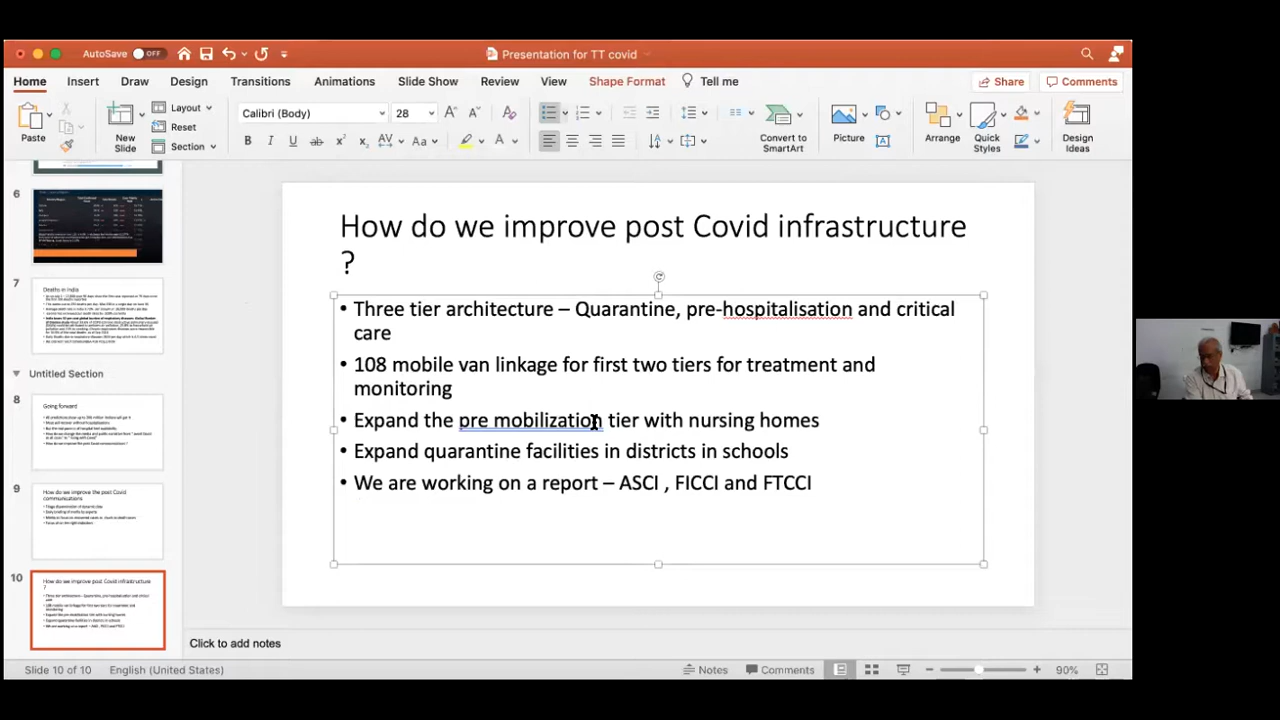 AutoSave OFF
Presentation for TT covid
Home Insert Draw Design Transitions Animations Slide Show Review View Shape Format Tell me Share Comments
Paste
New
Slide
Layout
Reset
Section
Calibri (Body) 28
Convert to
SmartArt
Picture
Arrange
Quick
Styles
Design
Ideas
6
7
Deaths in India
Untitled Section
8
Going forward
9
How do we improve the post Covid
communications
10
How do we improve post Covid infrastructure
?
How do we improve post Covid infrastructure
?
• Three tier architecture – Quarantine, pre-hospitalisation and critical
care
• 108 mobile van linkage for first two tiers for treatment and
monitoring
• Expand the pre mobilization tier with nursing homes
• Expand quarantine facilities in districts in schools
• We are working on a report – ASCI , FICCI and FTCCI
Click to add notes
Slide 10 of 10 English (United States) Notes Comments 90%